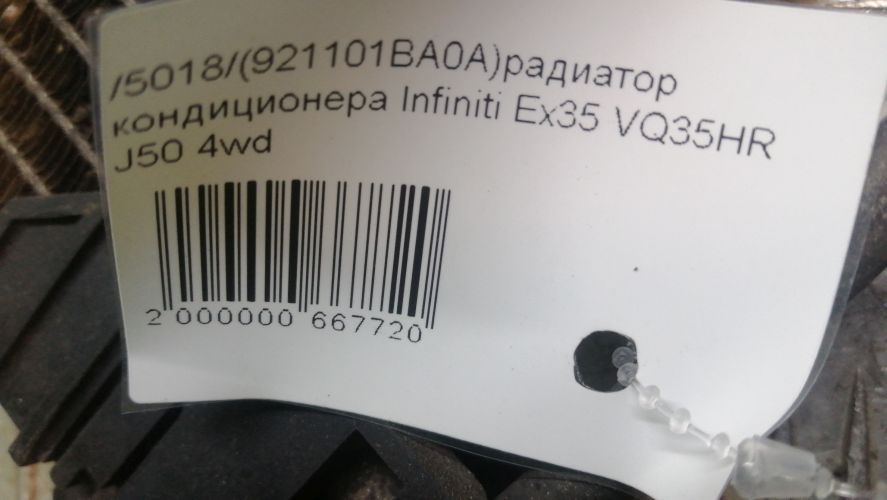 /5018/(921101BA0A)радиатор
кондиционера Infiniti Ex35 VQ35HR
J50 4wd
2 000000 667720